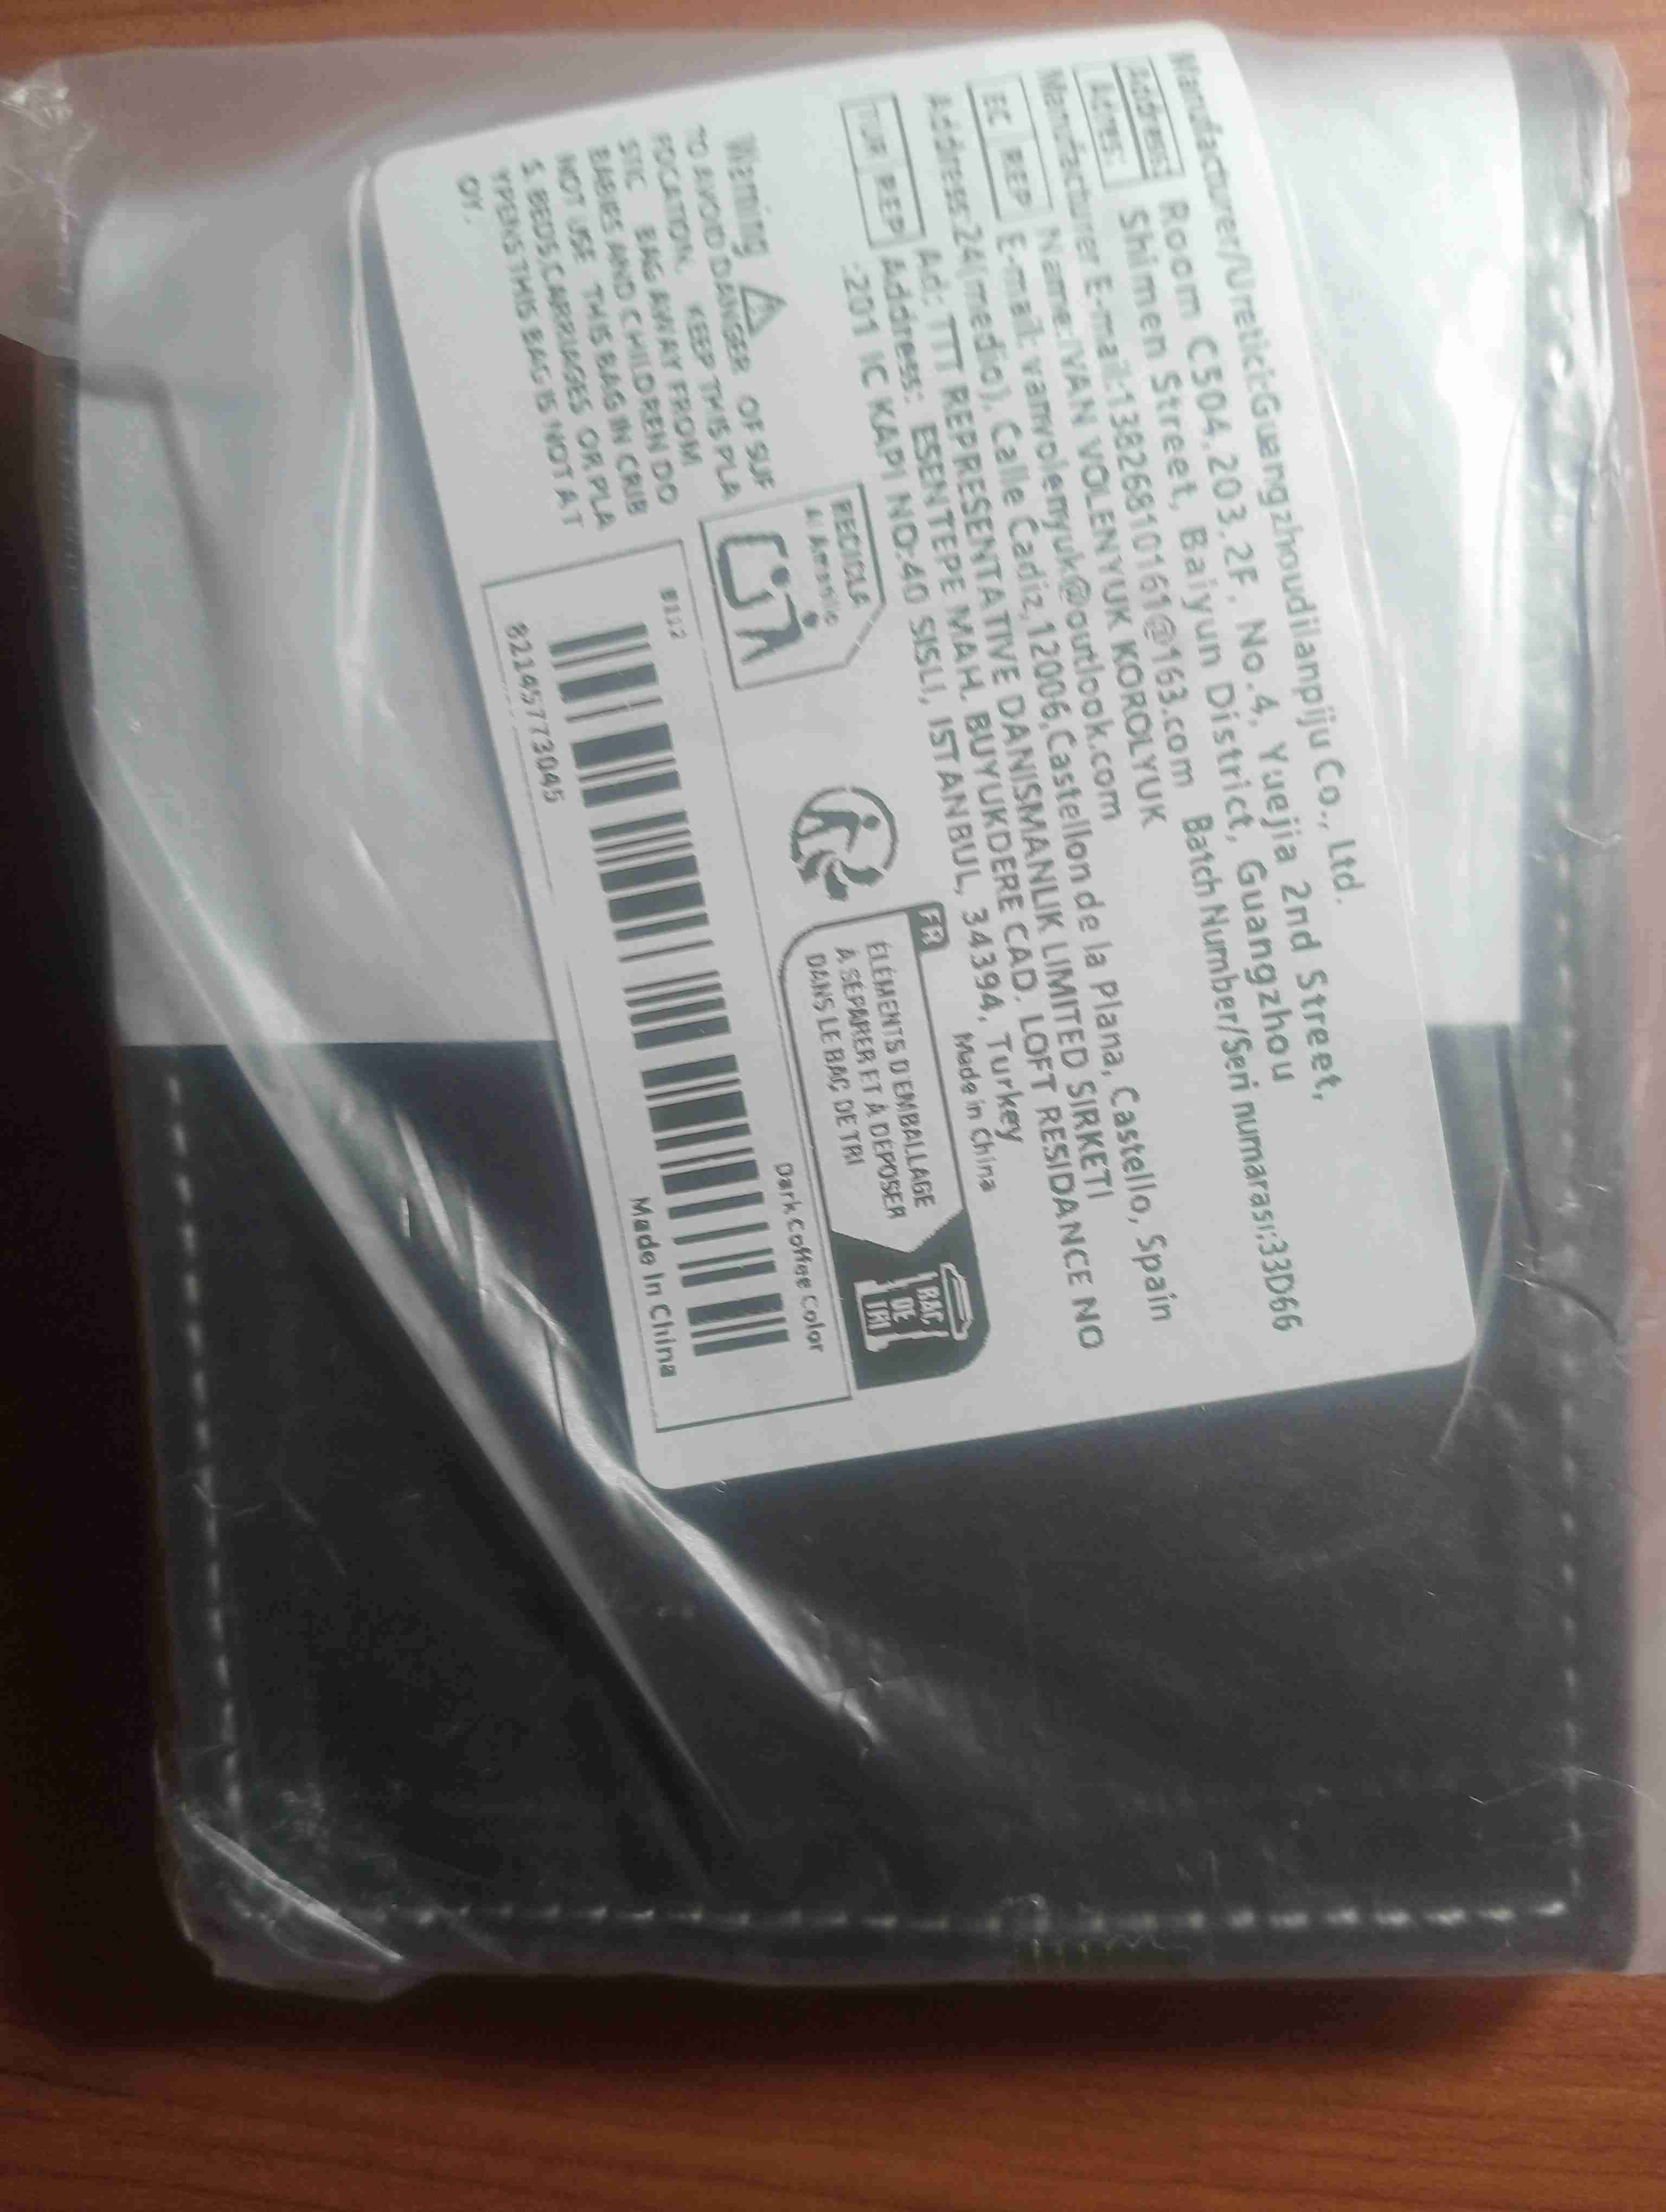 Manufacturer/Uretici:Guangzhoudilanpiju Co., Ltd.
Address Room C504,203,2F, No.4, Yuejia 2nd Street,
Adres: Shimen Street, Baiyun District, Guangzhou
Manufacturer E-mail:13826810161@163.com Batch Number/Seri numarası:33D66
EC REP Name:IVAN VOLENYUK KOROLYUK
E-mail: vanvolenyuk@outlook.com
Address:24(medio), Calle Cadiz,12006,Castellon de la Plana, Castello, Spain
TUR REP Ad: TTT REPRESENTATIVE DANISMANLIK LIMITED SIRKETI
Address: ESENTEPE MAH. BUYUKDERE CAD. LOFT RESIDANCE NO
:201 IC KAPI NO:40 SISLI, ISTANBUL, 34394, Turkey
Made in China
Warning
TO AVOID DANGER OF SUF
FOCATION, KEEP THIS PLA
STIC BAG AWAY FROM
BABIES AND CHILDREN DO
NOT USE THIS BAG IN CRIB
S.BEDS.CARRIAGES OR PLA
YPENS THIS BAG IS NOT A T
OY.
RECICLA
Al Amarillo
FR
ÉLÉMENTS D'EMBALLAGE
À SÉPARER ET À DÉPOSER
DANS LE BAC DE TRI
BAC
DE
TRI
Dark Coffee Color
8112
82145773045
Made In China